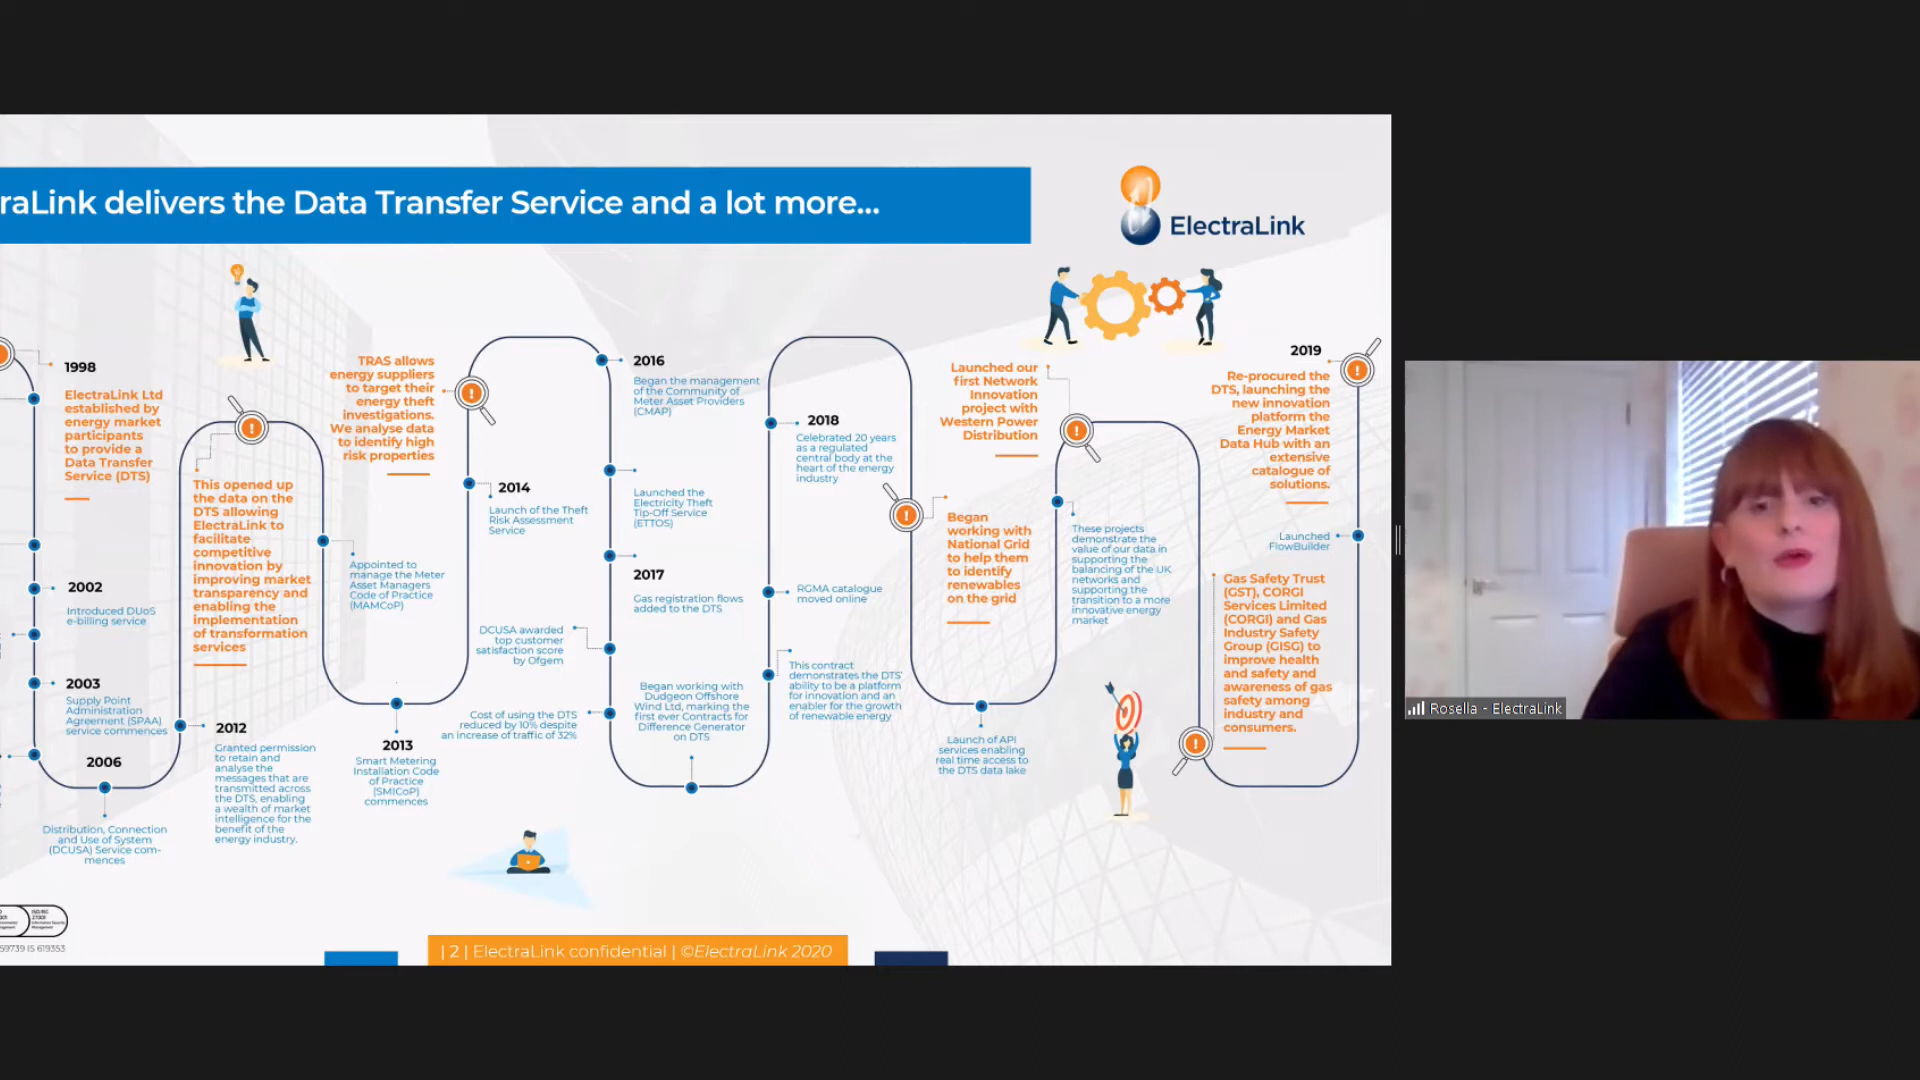 raLink delivers the Data Transfer Service and a lot more...
ElectraLink
1998
ElectraLink Ltd
established by
energy market
participants
to provide a
Data Transfer
Service (DTS)
2002
Introduced DUoS
e-billing service
2003
Supply Point
Administration
Agreement (SPAA)
service commences
2006
Distribution, Connection
and Use of System
(DCUSA) Service com-
mences
This opened up
the data on the
DTS allowing
ElectraLink to
facilitate
competitive
innovation by
improving market
transparency and
enabling the
implementation
of transformation
services
2012
Granted permission
to retain and
analyse the
messages that are
transmitted across
the DTS, enabling
a wealth of market
intelligence for the
benefit of the
energy industry.
TRAS allows
energy suppliers
to target their
energy theft
investigations.
We analyse data
to identify high
risk properties
Appointed to
manage the Meter
Asset Managers
Code of Practice
(MAMCoP)
2013
Smart Metering
Installation Code
of Practice
(SMICoP)
commences
2014
Launch of the Theft
Risk Assessment
Service
2016
Began the management
of the Community of
Meter Asset Providers
(CMAP)
Launched the
Electricity Theft
Tip-Off Service
(ETTOS)
2017
Gas registration flows
added to the DTS
DCUSA awarded
top customer
satisfaction score
by Ofgem
Cost of using the DTS
reduced by 10% despite
an increase of traffic of 32%
Began working with
Dudgeon Offshore
Wind Ltd, marking the
first ever Contracts for
Difference Generator
on DTS
2018
Celebrated 20 years
as a regulated
central body at the
heart of the energy
industry
RGMA catalogue
moved online
This contract
demonstrates the DTS'
ability to be a platform
for innovation and an
enabler for the growth
of renewable energy
Began
working with
National Grid
to help them
to identify
renewables
on the grid
Launch of API
services enabling
real time access to
the DTS data lake
Launched our
first Network
Innovation
project with
Western Power
Distribution
These projects
demonstrate the
value of our data in
supporting the
balancing of the UK
networks and
supporting the
transition to a more
innovative energy
market
2019
Re-procured the
DTS, launching the
new innovation
platform the
Energy Market
Data Hub with an
extensive
catalogue of
solutions.
Launched
FlowBuilder
Gas Safety Trust
(GST), CORGI
Services Limited
(CORGI) and Gas
Industry Safety
Group (GISG) to
improve health
and safety and
awareness of gas
safety among
industry and
consumers.
59739 IS 619353
| 2 | ElectraLink confidential | ©ElectraLink 2020
Rosella - ElectraLink